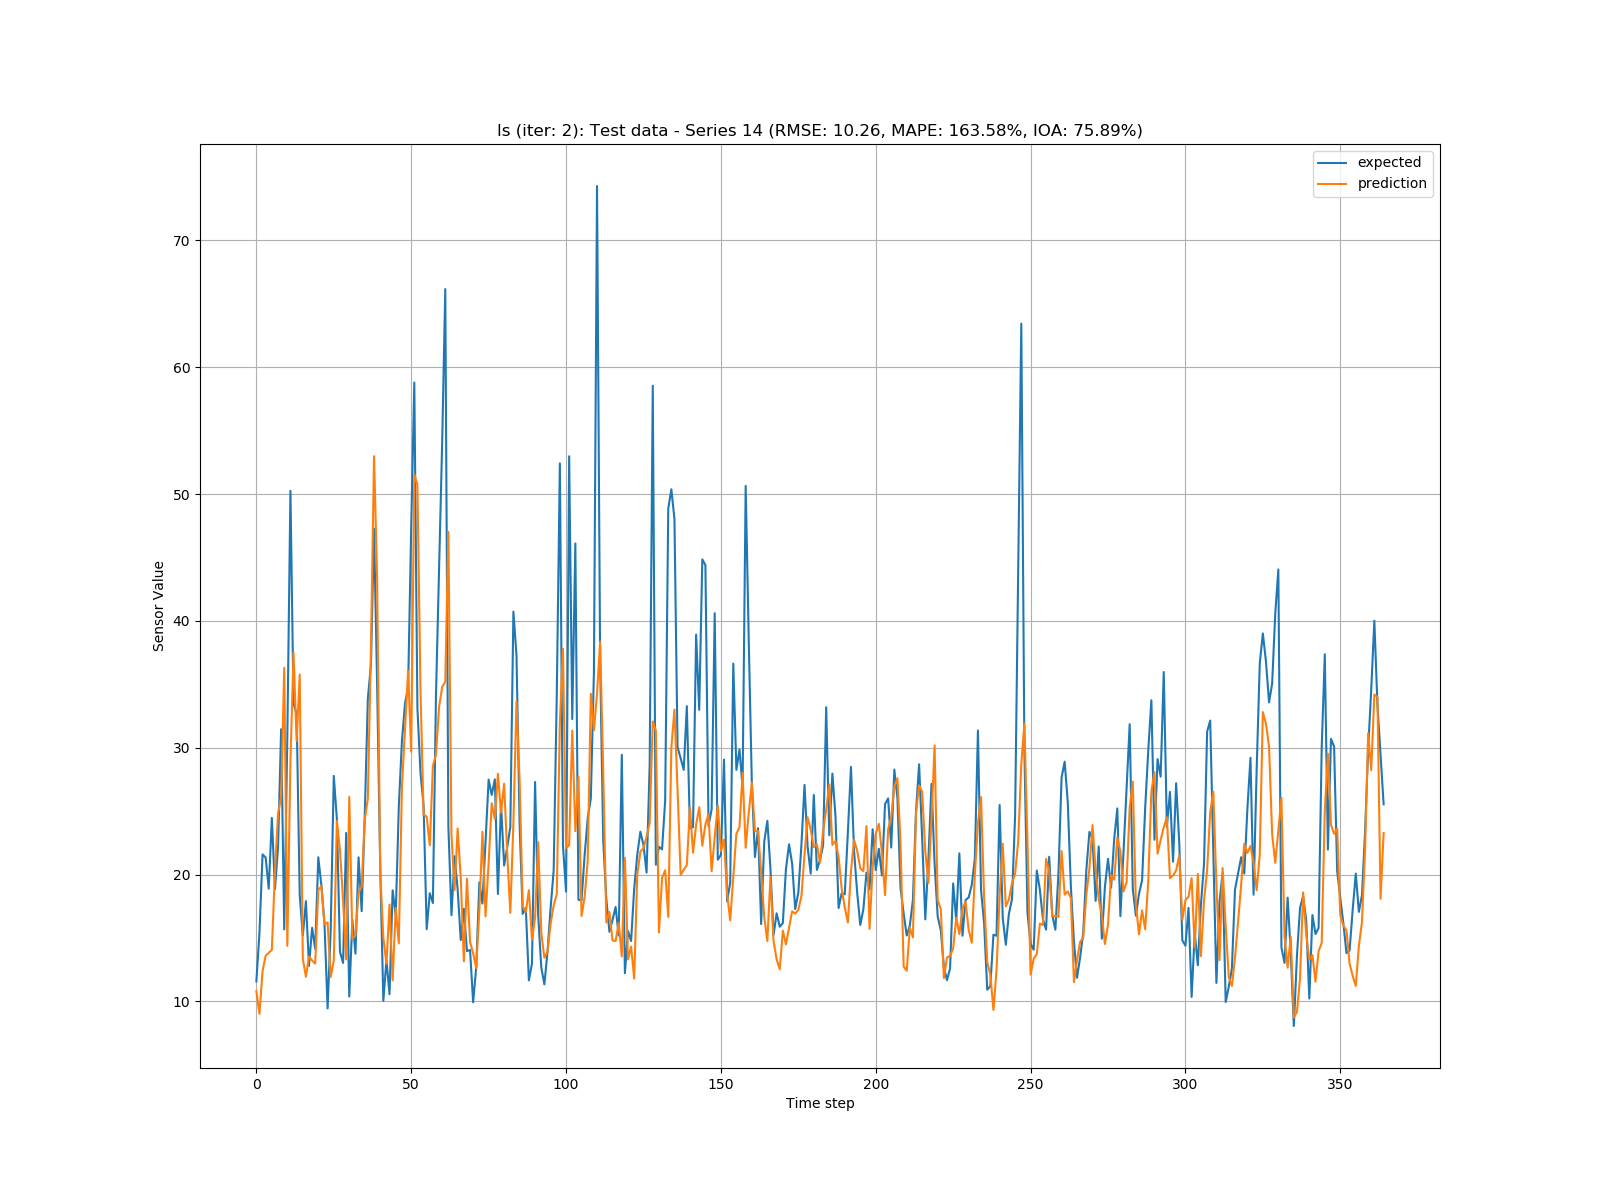 ls (iter: 2): Test data - Series 14 (RMSE: 10.26, MAPE: 163.58%, IOA: 75.89%)
expected
prediction
70
60
50
40
30
20
10
Sensor Value
0 50 100 150 200 250 300 350
Time step